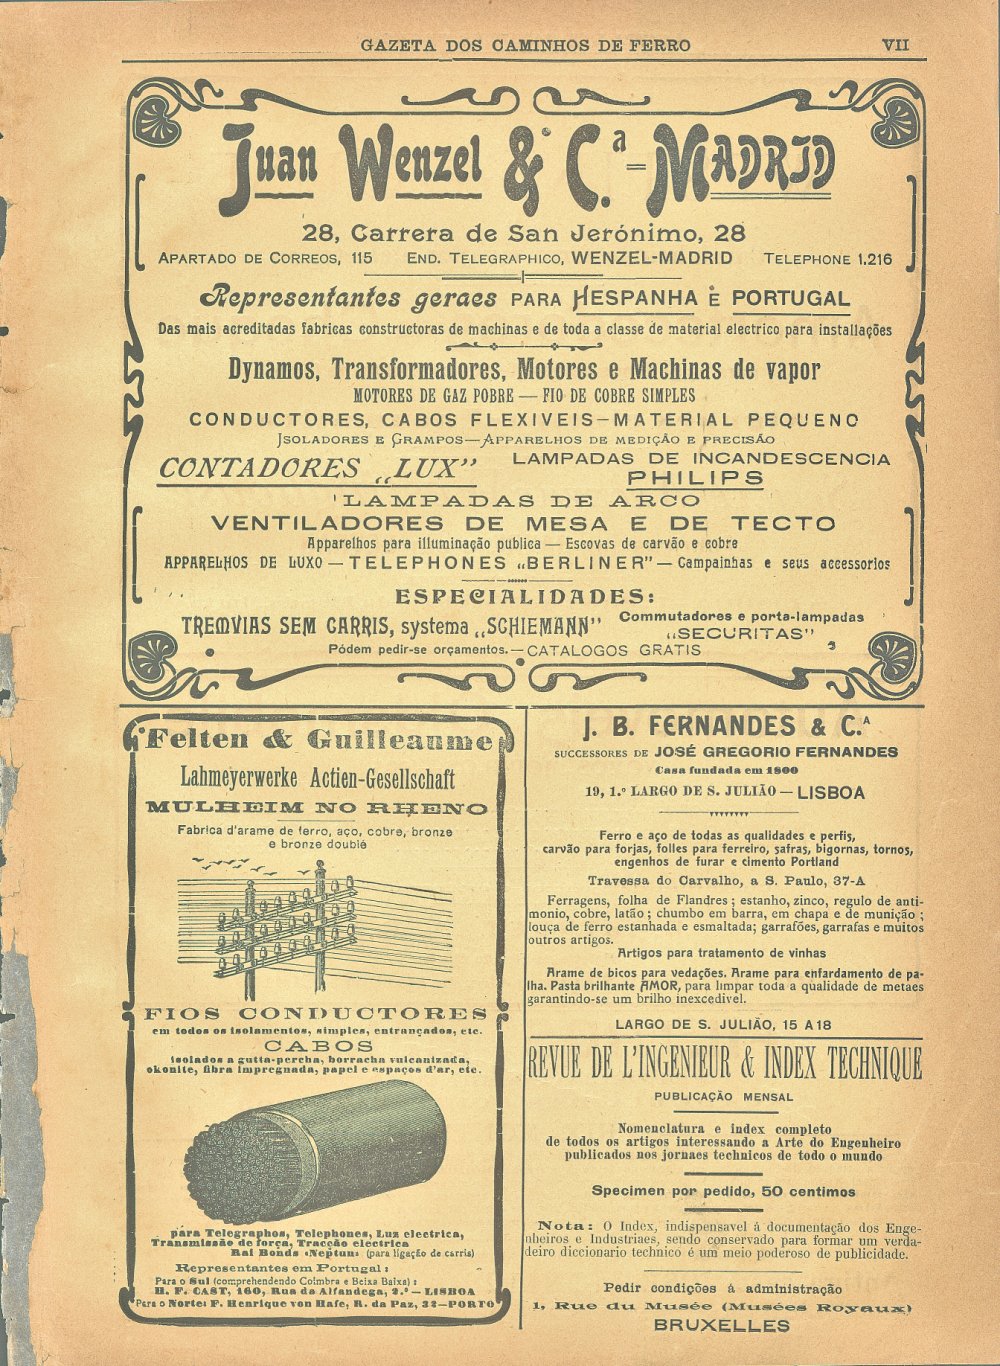 GAZETA DOS CAMINHOS DE FERRO VII
Juan Wenzel & C.ª = MADRID
28, Carrera de San Jerónimo, 28
APARTADO DE CORREOS, 115 END. TELEGRAPHICO, WENZEL-MADRID TELEPHONE 1.216
Representantes geraes PARA HESPANHA E PORTUGAL
Das mais acreditadas fabricas constructoras de machinas e de toda a classe de material electrico para installações
Dynamos, Transformadores, Motores e Machinas de vapor
MOTORES DE GAZ POBRE — FIO DE COBRE SIMPLES
CONDUCTORES, CABOS FLEXIVEIS — MATERIAL PEQUENO
ISOLADORES E GRAMPOS — APPARELHOS DE MEDIÇÃO E PRECISÃO
CONTADORES „LUX”
LAMPADAS DE INCANDESCENCIA
PHILIPS
LAMPADAS DE ARCO
VENTILADORES DE MESA E DE TECTO
Apparelhos para illuminação publica — Escovas de carvão e cobre
APPARELHOS DE LUXO — TELEPHONES „BERLINER” — Campainhas e seus accessorios
ESPECIALIDADES:
TREMVIAS SEM CARRIS, systema „SCHIEMANN”
Commutadores e porta-lampadas
„SECURITAS”
Pódem pedir-se orçamentos. — CATALOGOS GRATIS
Felten & Guilleaume
Lahmeyerwerke Actien-Gesellschaft
MULHEIM NO RHENO
Fabrica d'arame de ferro, aço, cobre, bronze
e bronze doublé
FIOS CONDUCTORES
em todos os isolamentos, simples, entrançados, etc.
CABOS
isolados a gutta-percha, borracha vulcanizada,
okonite, fibra impregnada, papel e espaços d'ar, etc.
para Telegraphos, Telephones, Luz electrica,
Transmissão de força, Tracção electrica
Rai Bonds «Neptun» (para ligação de carris)
Representantes em Portugal:
Para o Sul (comprehendendo Coimbra e Beixa Baixa):
H. F. CAST, 160, Rua da Alfandega, 2.º — LISBOA
Para o Norte: F. Henrique von Hafe, R. da Paz, 22—PORTO
J. B. FERNANDES & C.ª
SUCCESSORES DE JOSÉ GREGORIO FERNANDES
Casa fundada em 1800
19, 1.º LARGO DE S. JULIÃO — LISBOA
Ferro e aço de todas as qualidades e perfis,
carvão para forjas, folles para ferreiro, safras, bigornas, tornos,
engenhos de furar e cimento Portland
Travessa do Carvalho, a S. Paulo, 37-A
Ferragens, folha de Flandres; estanho, zinco, regulo de anti-
monio, cobre, latão; chumbo em barra, em chapa e de munição;
louça de ferro estanhada e esmaltada; garrafões, garrafas e muitos
outros artigos.
Artigos para tratamento de vinhas
Arame de bicos para vedações. Arame para enfardamento de pa-
lha. Pasta brilhante AMOR, para limpar toda a qualidade de metaes
garantindo-se um brilho inexcedivel.
LARGO DE S. JULIÃO, 15 A 18
REVUE DE L'INGENIEUR & INDEX TECHNIQUE
PUBLICAÇÃO MENSAL
Nomenclatura e index completo
de todos os artigos interessando a Arte do Engenheiro
publicados nos jornaes technicos de todo o mundo
Specimen por pedido, 50 centimos
Nota: O Index, indispensavel á documentação dos Enge-
nheiros e Industriaes, sendo conservado para formar um verda-
deiro diccionario technico é um meio poderoso de publicidade.
Pedir condições á administração
1, Rue du Musée (Musées Royaux)
BRUXELLES